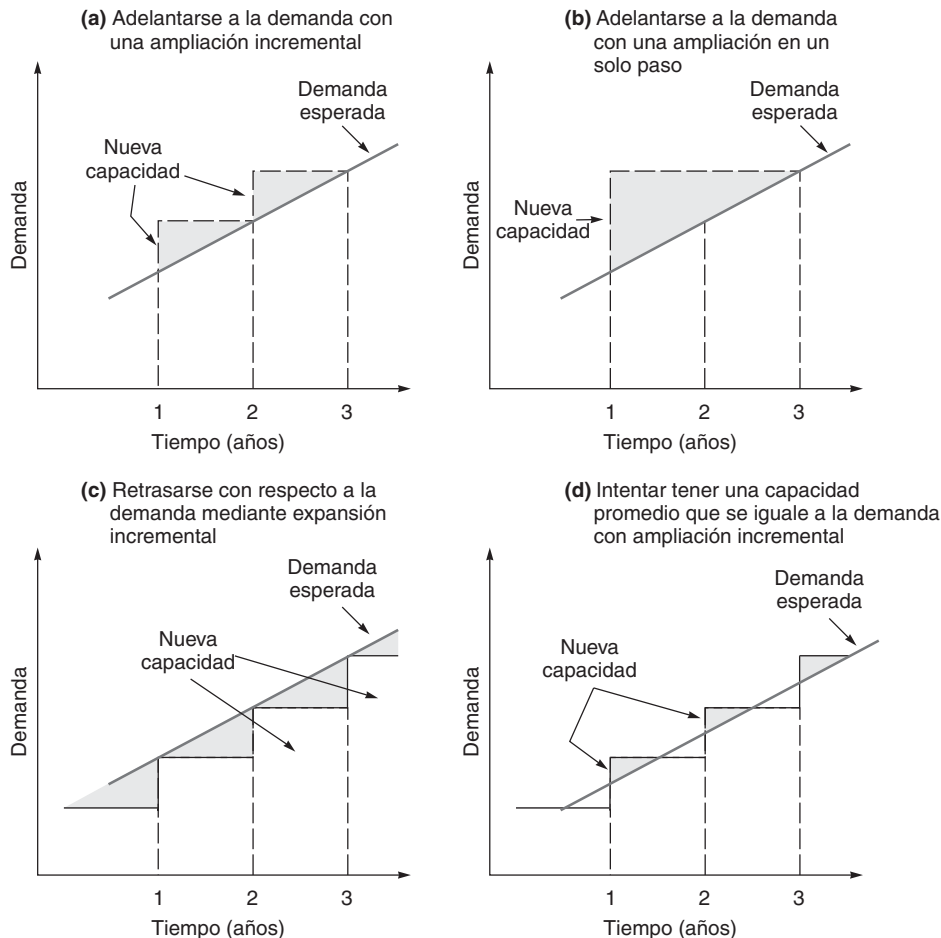 (a) Adelantarse a la demanda con
una ampliación incremental
Demanda
esperada
Nueva
capacidad
Demanda
1
2
3
Tiempo (años)
(b) Adelantarse a la demanda
con una ampliación en un
solo paso
Demanda
esperada
Nueva
capacidad
Demanda
1
2
3
Tiempo (años)
(c) Retrasarse con respecto a la
demanda mediante expansión
incremental
Demanda
esperada
Nueva
capacidad
Demanda
1
2
3
Tiempo (años)
(d) Intentar tener una capacidad
promedio que se iguale a la demanda
con ampliación incremental
Demanda
esperada
Nueva
capacidad
Demanda
1
2
3
Tiempo (años)